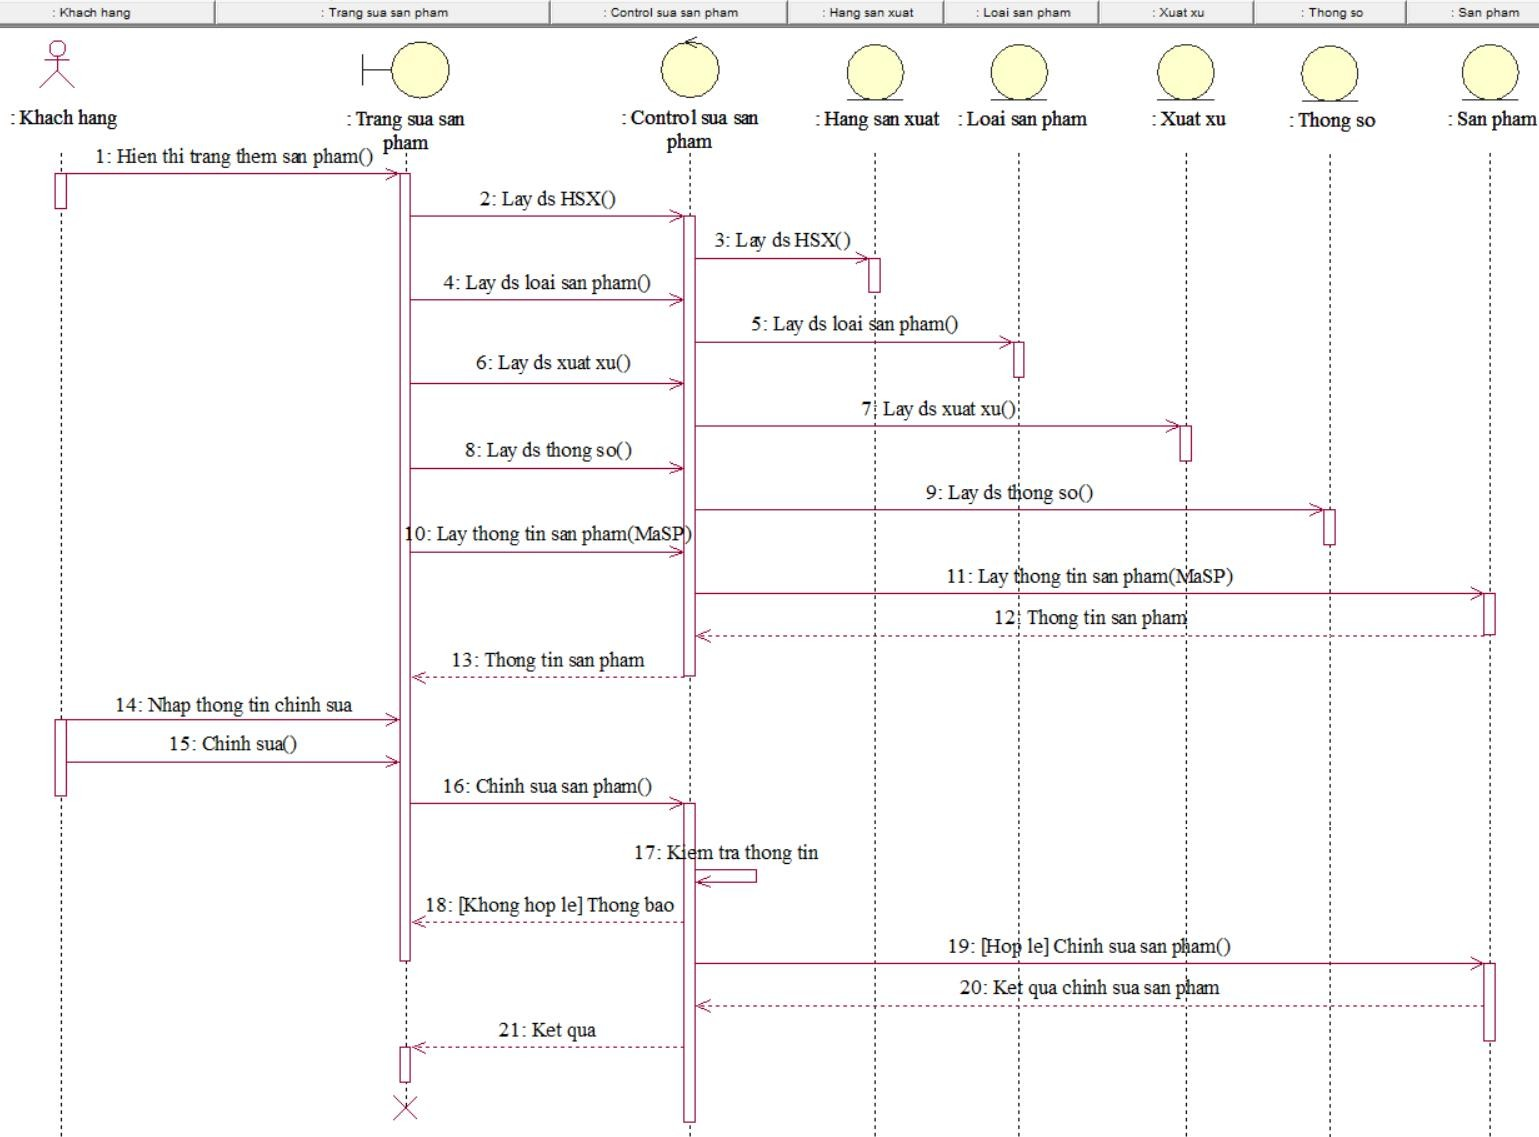 : Khach hang
: Trang sua san pham
: Control sua san pham
: Hang san xuat
: Loai san pham
: Xuat xu
: Thong so
: San pham
: Khach hang
: Trang sua san
pham
: Control sua san
pham
: Hang san xuat
: Loai san pham
: Xuat xu
: Thong so
: San pham
1: Hien thi trang them san pham()
2: Lay ds HSX()
3: Lay ds HSX()
4: Lay ds loai san pham()
5: Lay ds loai san pham()
6: Lay ds xuat xu()
7: Lay ds xuat xu()
8: Lay ds thong so()
9: Lay ds thong so()
10: Lay thong tin san pham(MaSP)
11: Lay thong tin san pham(MaSP)
12: Thong tin san pham
13: Thong tin san pham
14: Nhap thong tin chinh sua
15: Chinh sua()
16: Chinh sua san pham()
17: Kiem tra thong tin
18: [Khong hop le] Thong bao
19: [Hop le] Chinh sua san pham()
20: Ket qua chinh sua san pham
21: Ket qua